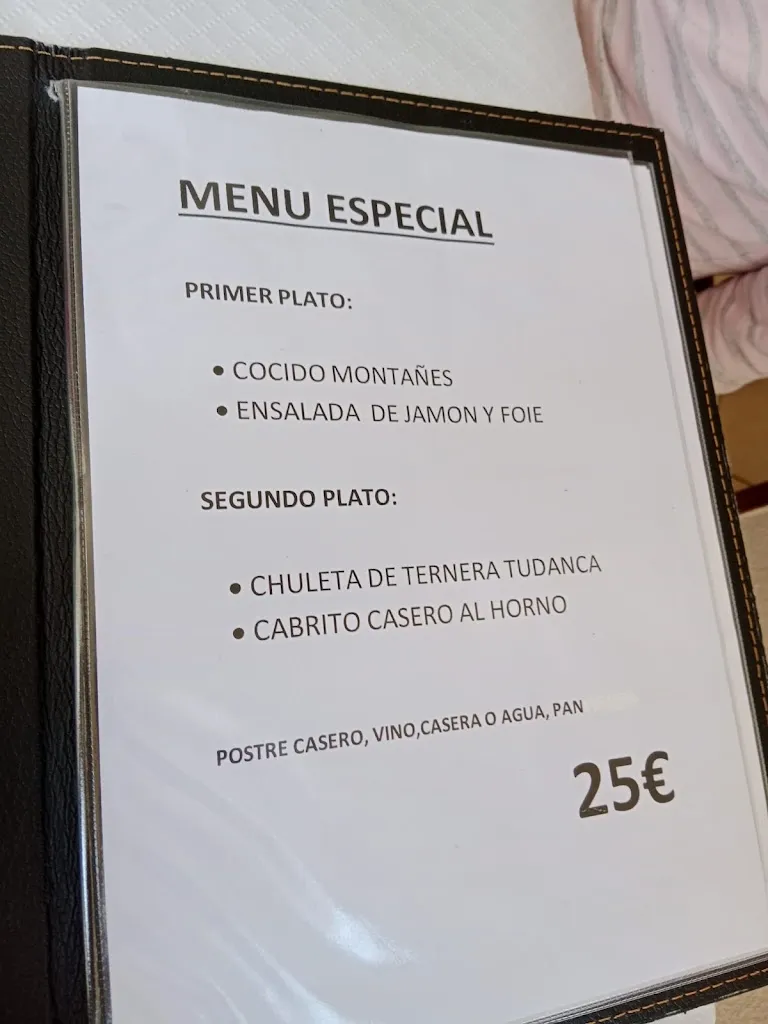 MENU ESPECIAL
PRIMER PLATO:
• COCIDO MONTAÑES
• ENSALADA DE JAMON Y FOIE
SEGUNDO PLATO:
• CHULETA DE TERNERA TUDANCA
• CABRITO CASERO AL HORNO
POSTRE CASERO, VINO,CASERA O AGUA, PAN
25€